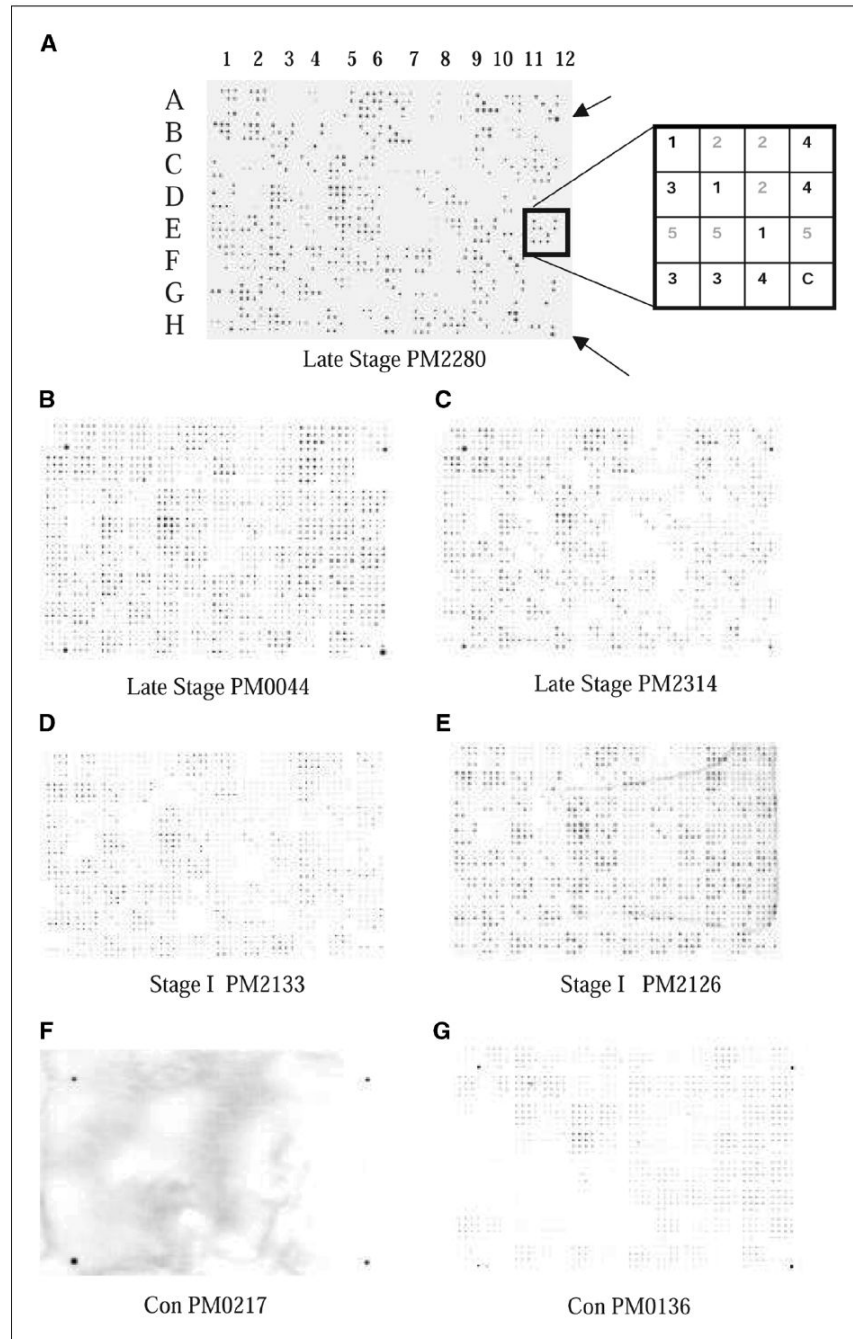 A
1 2 3 4 5 6 7 8 9 10 11 12
A
B
C
D
E
F
G
H
1 2 2 4
3 1 2 4
5 5 1 5
3 3 4 C
Late Stage PM2280
B
C
Late Stage PM0044
Late Stage PM2314
D
E
Stage I PM2133
Stage I PM2126
F
G
Con PM0217
Con PM0136